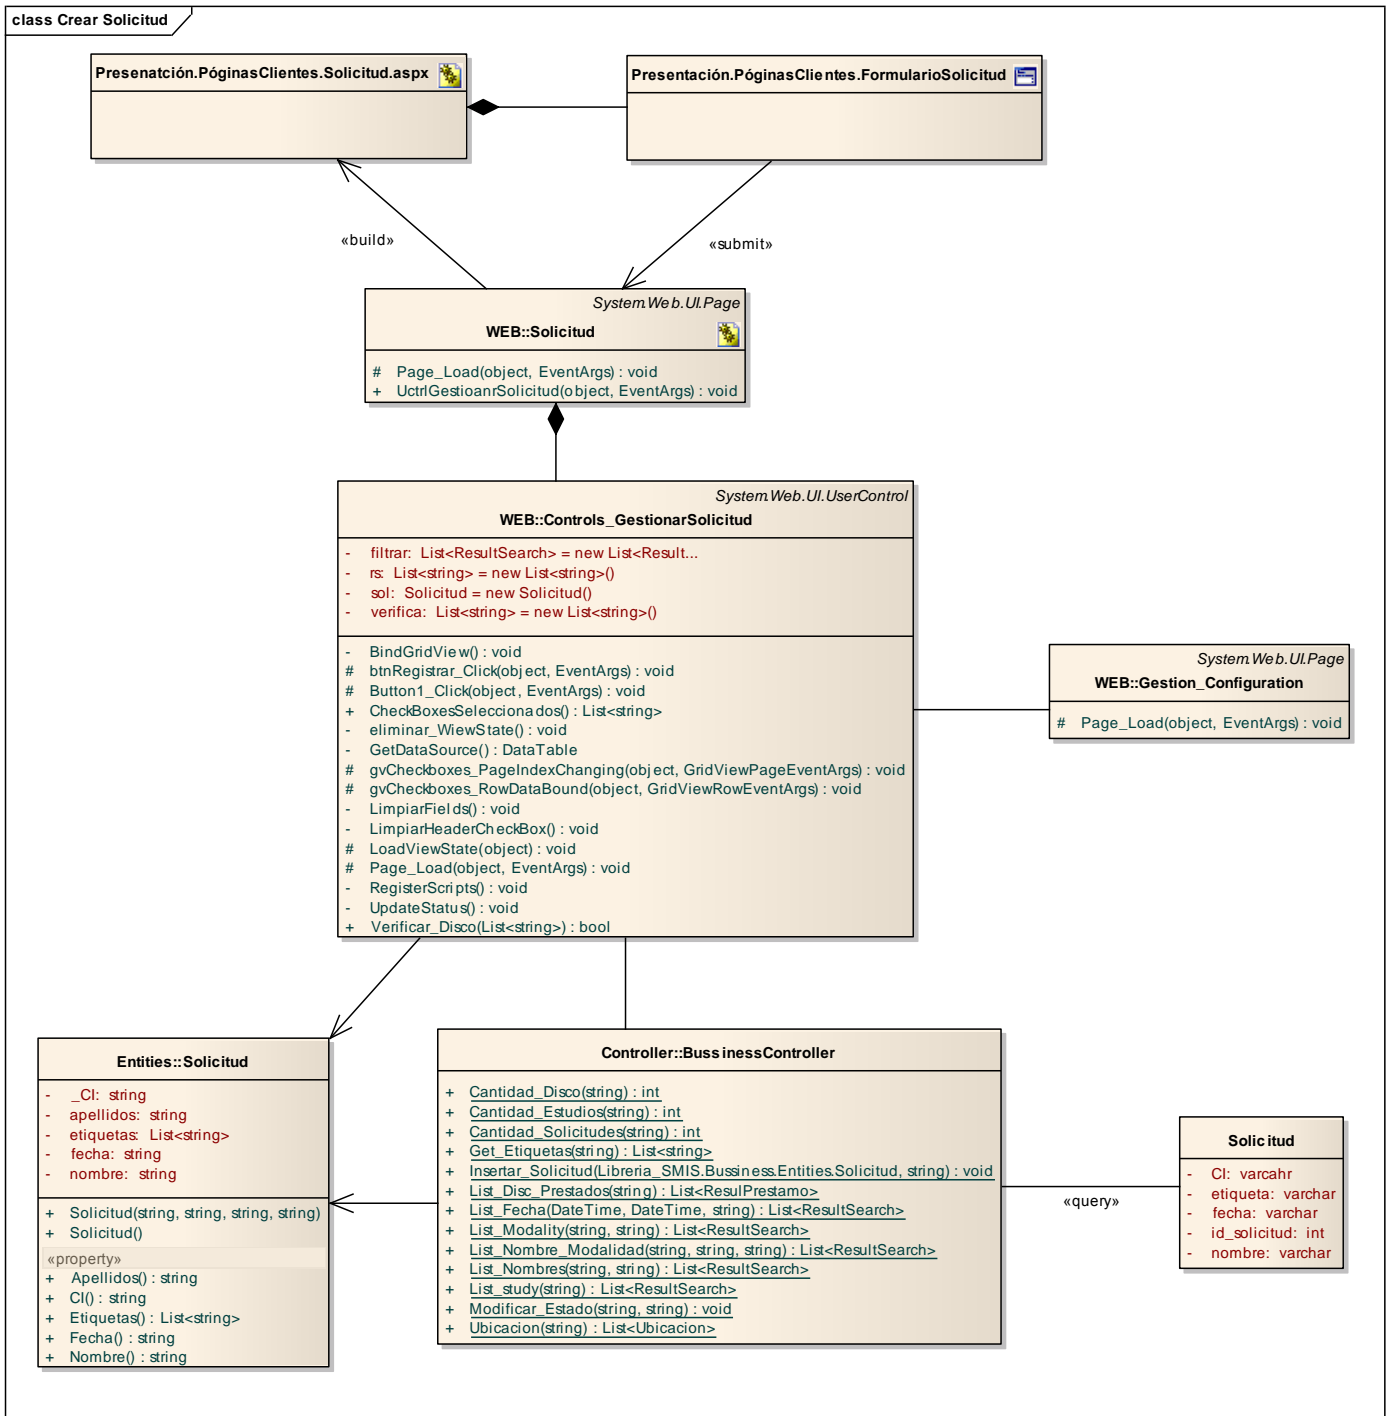 class Crear Solicitud
Presenatción.PóginasClientes.Solicitud.aspx
Presentación.PóginasClientes.FormularioSolicitud
«build»
«submit»
System.Web.UI.Page
WEB::Solicitud
# Page_Load(object, EventArgs) : void
+ UctrlGestioanrSolicitud(object, EventArgs) : void
System.Web.UI.UserControl
WEB::Controls_GestionarSolicitud
- filtrar: List<ResultSearch> = new List<Result...
- rs: List<string> = new List<string>()
- sol: Solicitud = new Solicitud()
- verifica: List<string> = new List<string>()
- BindGridView() : void
# btnRegistrar_Click(object, EventArgs) : void
# Button1_Click(object, EventArgs) : void
+ CheckBoxesSeleccionados() : List<string>
- eliminar_WiewState() : void
- GetDataSource() : DataTable
# gvCheckboxes_PageIndexChanging(object, GridViewPageEventArgs) : void
# gvCheckboxes_RowDataBound(object, GridViewRowEventArgs) : void
- LimpiarFields() : void
- LimpiarHeaderCheckBox() : void
# LoadViewState(object) : void
# Page_Load(object, EventArgs) : void
- RegisterScripts() : void
- UpdateStatus() : void
+ Verificar_Disco(List<string>) : bool
System.Web.UI.Page
WEB::Gestion_Configuration
# Page_Load(object, EventArgs) : void
Entities::Solicitud
- _CI: string
- apellidos: string
- etiquetas: List<string>
- fecha: string
- nombre: string
+ Solicitud(string, string, string, string)
+ Solicitud()
«property»
+ Apellidos() : string
+ CI() : string
+ Etiquetas() : List<string>
+ Fecha() : string
+ Nombre() : string
Controller::BussinessController
+ Cantidad_Disco(string) : int
+ Cantidad_Estudios(string) : int
+ Cantidad_Solicitudes(string) : int
+ Get_Etiquetas(string) : List<string>
+ Insertar_Solicitud(Libreria_SMIS.Bussiness.Entities.Solicitud, string) : void
+ List_Disc_Prestados(string) : List<ResulPrestamo>
+ List_Fecha(DateTime, DateTime, string) : List<ResultSearch>
+ List_Modality(string, string) : List<ResultSearch>
+ List_Nombre_Modalidad(string, string, string) : List<ResultSearch>
+ List_Nombres(string, string) : List<ResultSearch>
+ List_study(string) : List<ResultSearch>
+ Modificar_Estado(string, string) : void
+ Ubicacion(string) : List<Ubicacion>
«query»
Solicitud
- CI: varcahr
- etiqueta: varchar
- fecha: varchar
- id_solicitud: int
- nombre: varchar